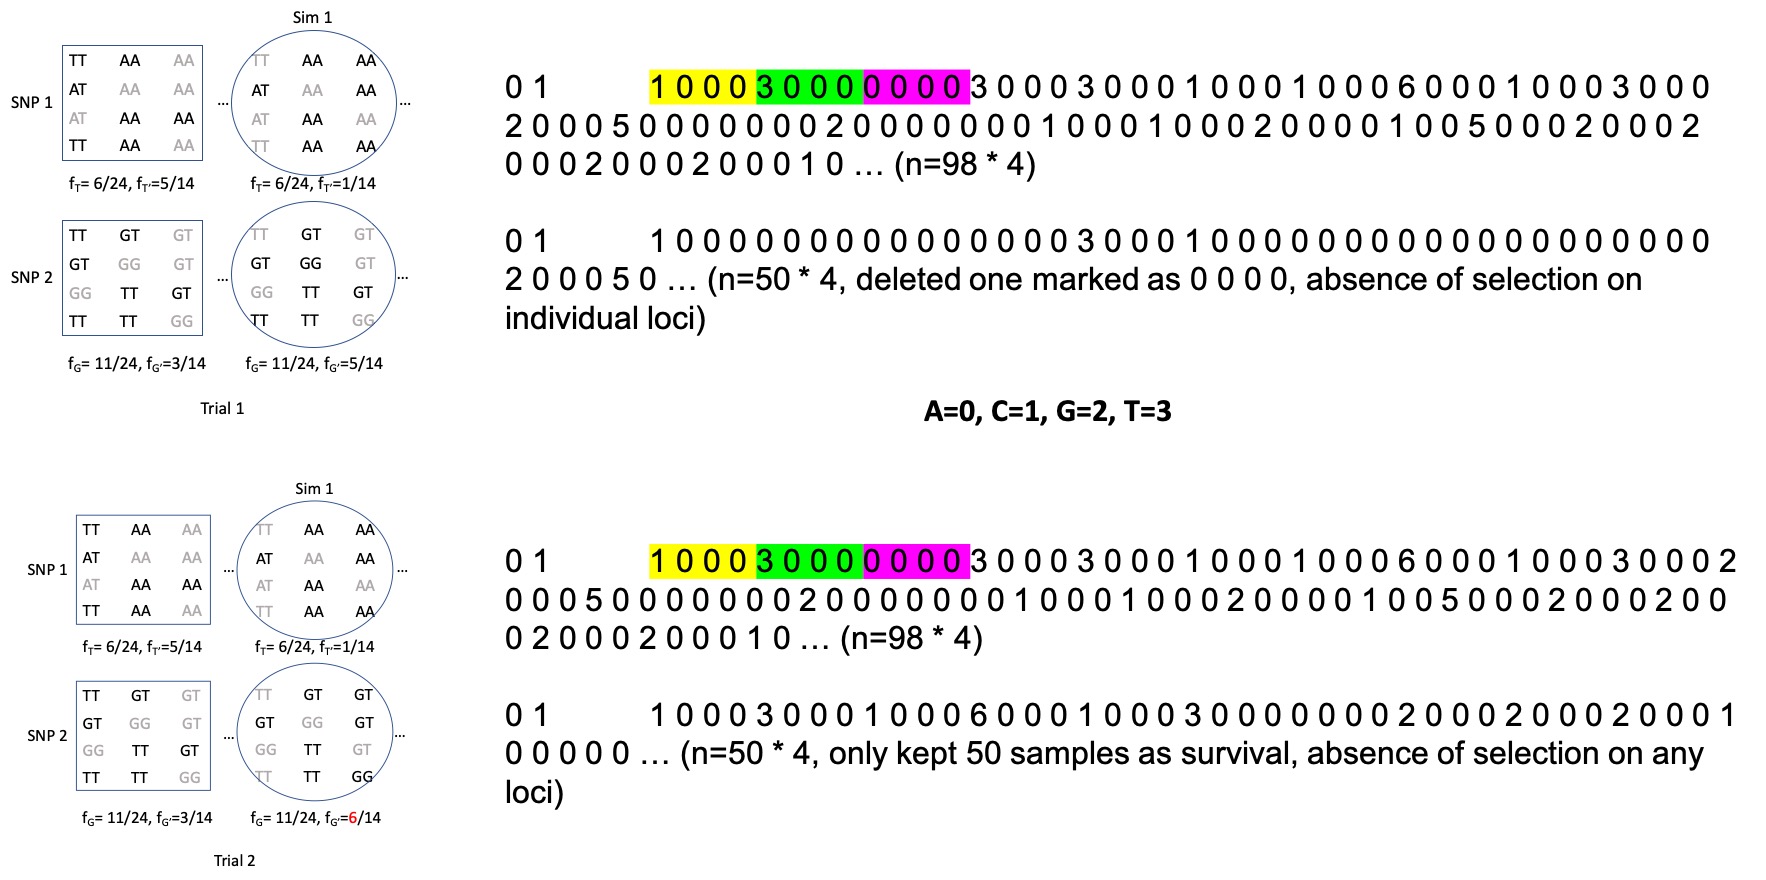 Sim 1
SNP 1
TT AA AA
AT AA AA
AT AA AA
TT AA AA
...
TT AA AA
AT AA AA
AT AA AA
TT AA AA
...
fT= 6/24, fT'=5/14
fT= 6/24, fT'=1/14
SNP 2
TT GT GT
GT GG GT
GG TT GT
TT TT GG
...
TT GT GT
GT GG GT
GG TT GT
TT TT GG
...
fG= 11/24, fG'=3/14
fG= 11/24, fG'=5/14
Trial 1
0 1 1 0 0 0 3 0 0 0 0 0 0 0 3 0 0 0 3 0 0 0 1 0 0 0 1 0 0 0 6 0 0 0 1 0 0 0 3 0 0 0
2 0 0 0 5 0 0 0 0 0 0 0 2 0 0 0 0 0 0 0 1 0 0 0 1 0 0 0 2 0 0 0 0 1 0 0 5 0 0 0 2 0 0 0 2
0 0 0 2 0 0 0 2 0 0 0 1 0 … (n=98 * 4)
0 1 1 0 0 0 0 0 0 0 0 0 0 0 0 0 0 0 3 0 0 0 1 0 0 0 0 0 0 0 0 0 0 0 0 0 0 0 0 0 0 0
2 0 0 0 5 0 … (n=50 * 4, deleted one marked as 0 0 0 0, absence of selection on
individual loci)
A=0, C=1, G=2, T=3
Sim 1
SNP 1
TT AA AA
AT AA AA
AT AA AA
TT AA AA
...
TT AA AA
AT AA AA
AT AA AA
TT AA AA
...
fT= 6/24, fT'=5/14
fT= 6/24, fT'=1/14
SNP 2
TT GT GT
GT GG GT
GG TT GT
TT TT GG
...
TT GT GT
GT GG GT
GG TT GT
TT TT GG
...
fG= 11/24, fG'=3/14
fG= 11/24, fG'=6/14
Trial 2
0 1 1 0 0 0 3 0 0 0 0 0 0 0 3 0 0 0 3 0 0 0 1 0 0 0 1 0 0 0 6 0 0 0 1 0 0 0 3 0 0 0 2
0 0 0 5 0 0 0 0 0 0 0 2 0 0 0 0 0 0 0 1 0 0 0 1 0 0 0 2 0 0 0 0 1 0 0 5 0 0 0 2 0 0 0 2 0 0
0 2 0 0 0 2 0 0 0 1 0 … (n=98 * 4)
0 1 1 0 0 0 3 0 0 0 1 0 0 0 6 0 0 0 1 0 0 0 3 0 0 0 0 0 0 0 2 0 0 0 2 0 0 0 2 0 0 0 1
0 0 0 0 0 … (n=50 * 4, only kept 50 samples as survival, absence of selection on any
loci)